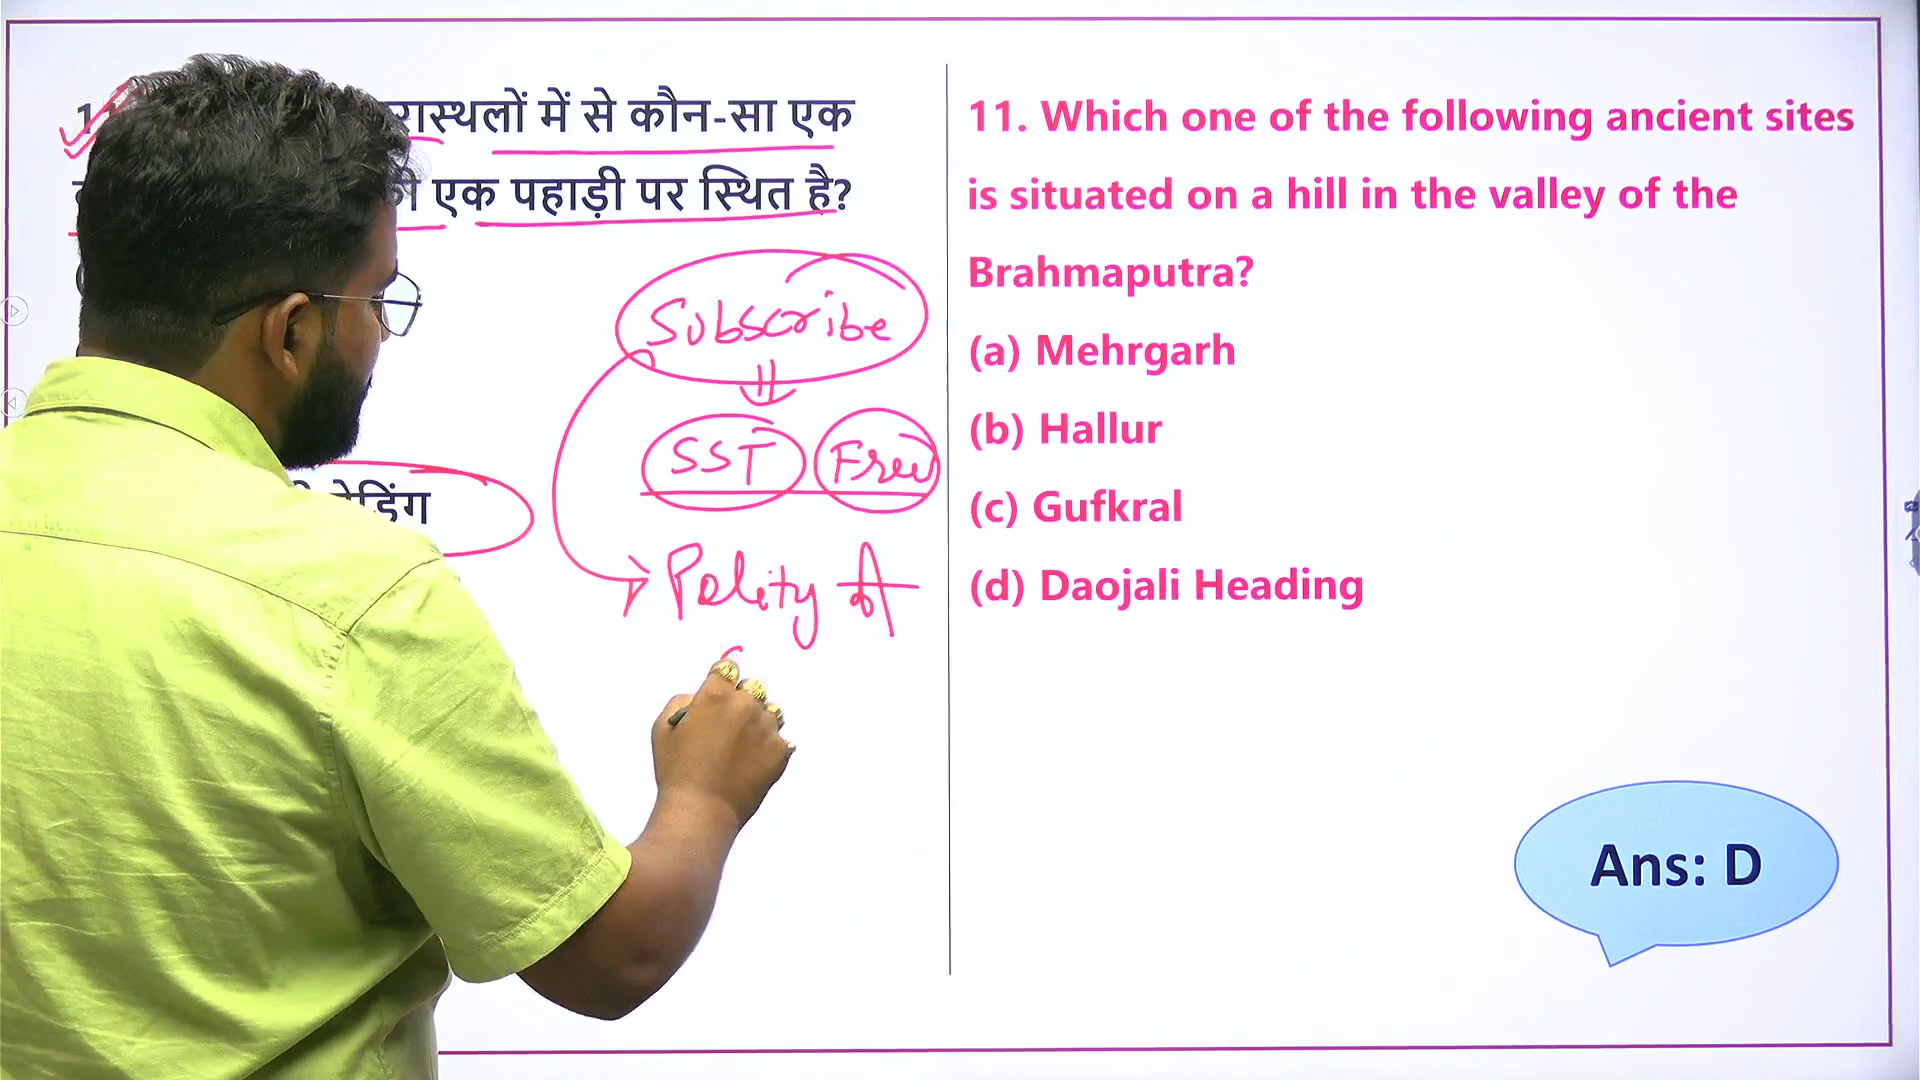 रास्थलों में से कौन-सा एक
एक पहाड़ी पर स्थित है?
Subscribe
SST Free
Polity of
डिंग
11. Which one of the following ancient sites
is situated on a hill in the valley of the
Brahmaputra?
(a) Mehrgarh
(b) Hallur
(c) Gufkral
(d) Daojali Heading
Ans: D